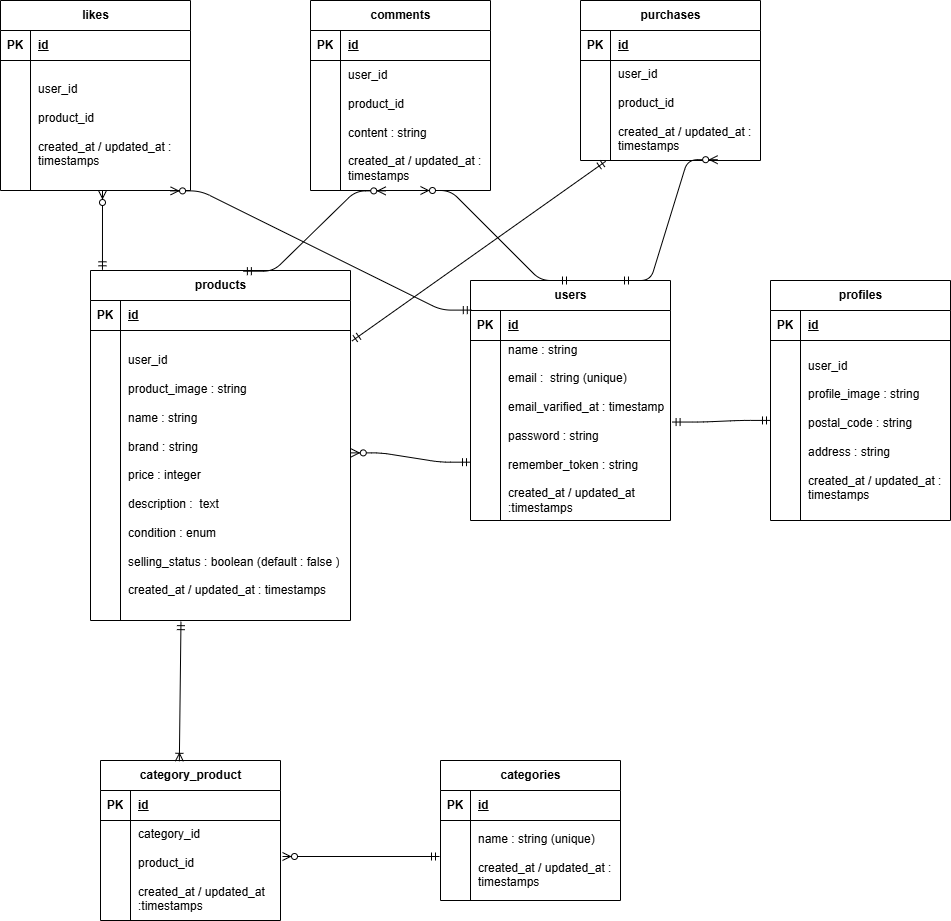 likes
PK
id
user_id
product_id
created_at / updated_at :
timestamps
comments
PK
id
user_id
product_id
content : string
created_at / updated_at :
timestamps
purchases
PK
id
user_id
product_id
created_at / updated_at :
timestamps
products
PK
id
user_id
product_image : string
name : string
brand : string
price : integer
description :  text
condition : enum
selling_status : boolean (default : false )
created_at / updated_at : timestamps
users
PK
id
name : string
email :  string (unique)
email_varified_at : timestamp
password : string
remember_token : string
created_at / updated_at
:timestamps
profiles
PK
id
user_id
profile_image : string
postal_code : string
address : string
created_at / updated_at :
timestamps
category_product
PK
id
category_id
product_id
created_at / updated_at
:timestamps
categories
PK
id
name : string (unique)
created_at / updated_at :
timestamps